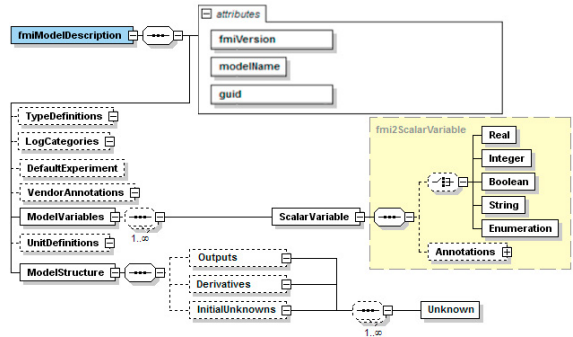 attributes
fmiModelDescription
fmiVersion
modelName
guid
TypeDefinitions
LogCategories
DefaultExperiment
VendorAnnotations
ModelVariables
1..∞
ScalarVariable
fmi2ScalarVariable
Real
Integer
Boolean
String
Enumeration
Annotations
UnitDefinitions
ModelStructure
Outputs
Derivatives
InitialUnknowns
1..∞
Unknown